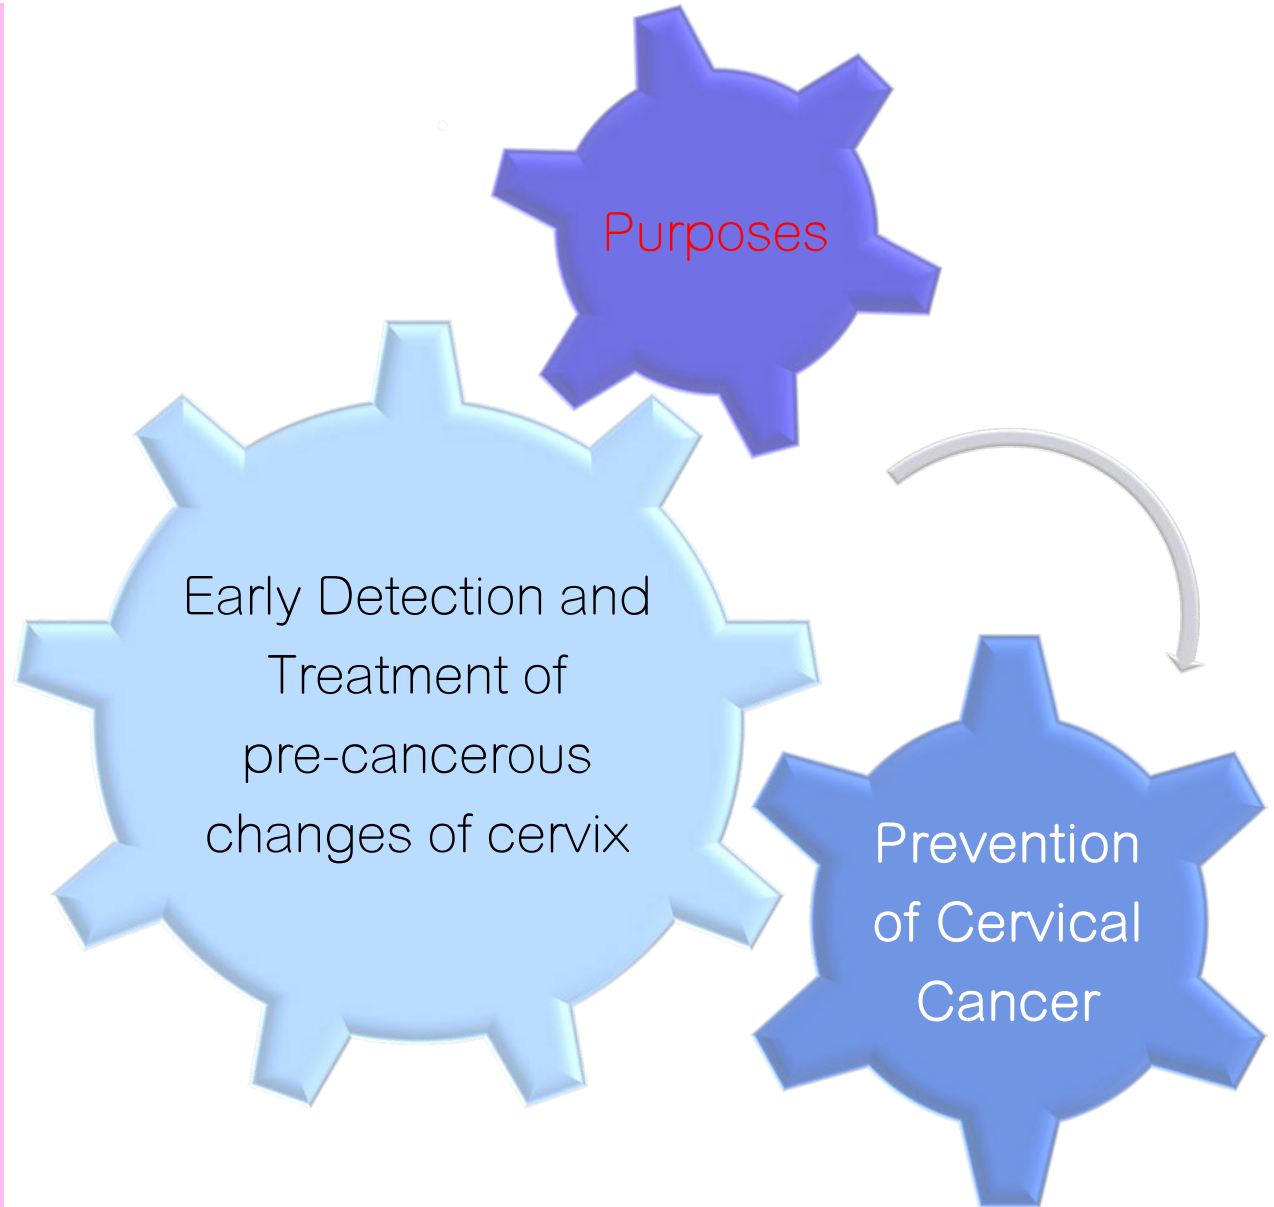 Purposes
Early Detection and
Treatment of
pre-cancerous
changes of cervix
Prevention
of Cervical
Cancer